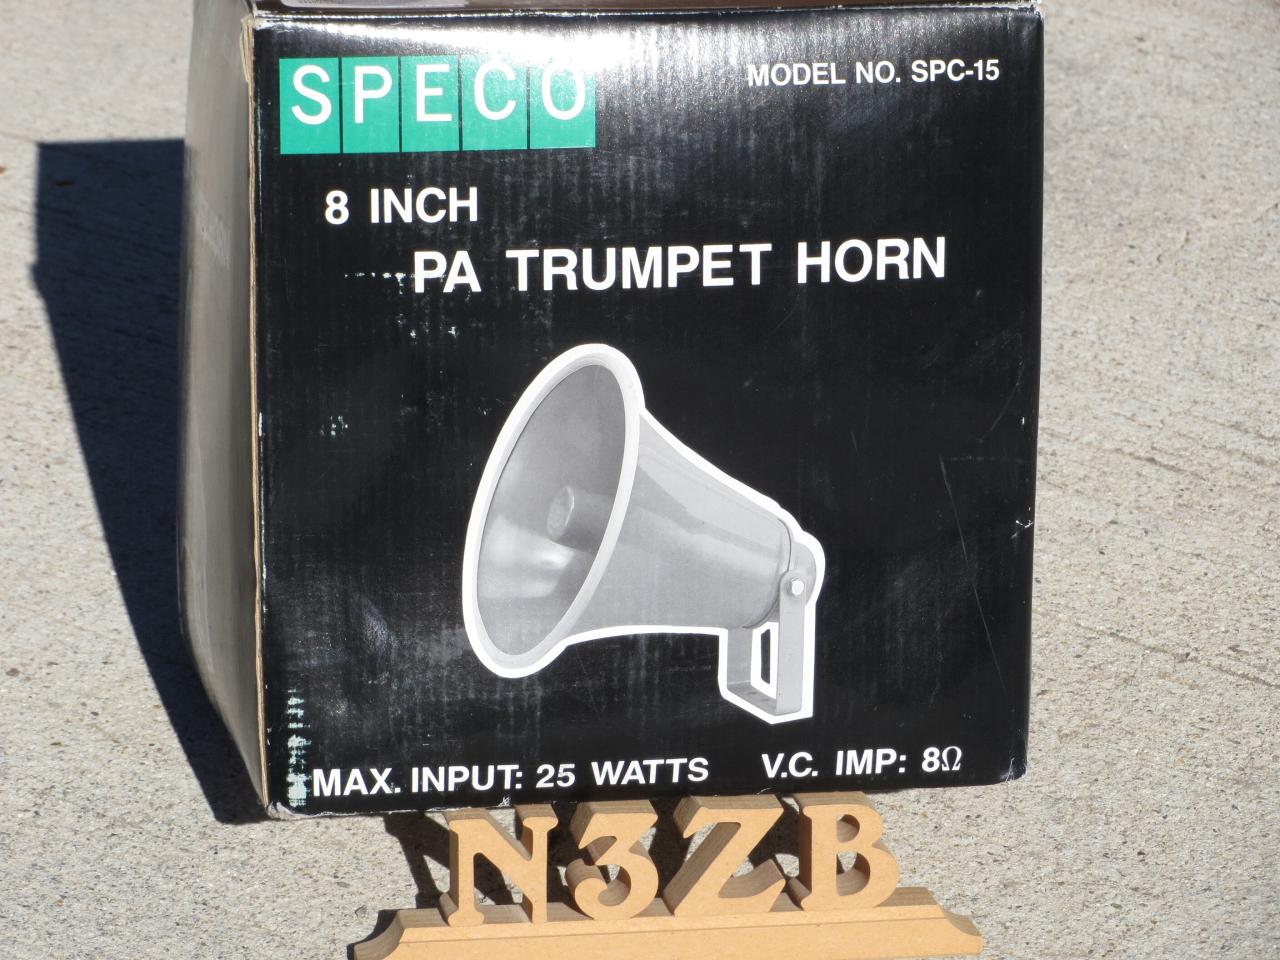 SPECO
MODEL NO. SPC-15
8 INCH
PA TRUMPET HORN
MAX. INPUT: 25 WATTS V.C. IMP: 8Ω
N3ZB